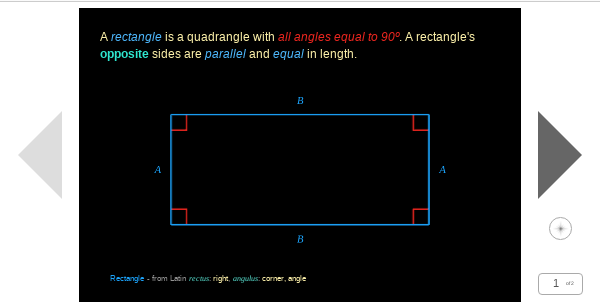 A rectangle is a quadrangle with all angles equal to 90º. A rectangle's
opposite sides are parallel and equal in length.
B
A
A
B
Rectangle - from Latin rectus: right, angulus: corner, angle
1 of 2